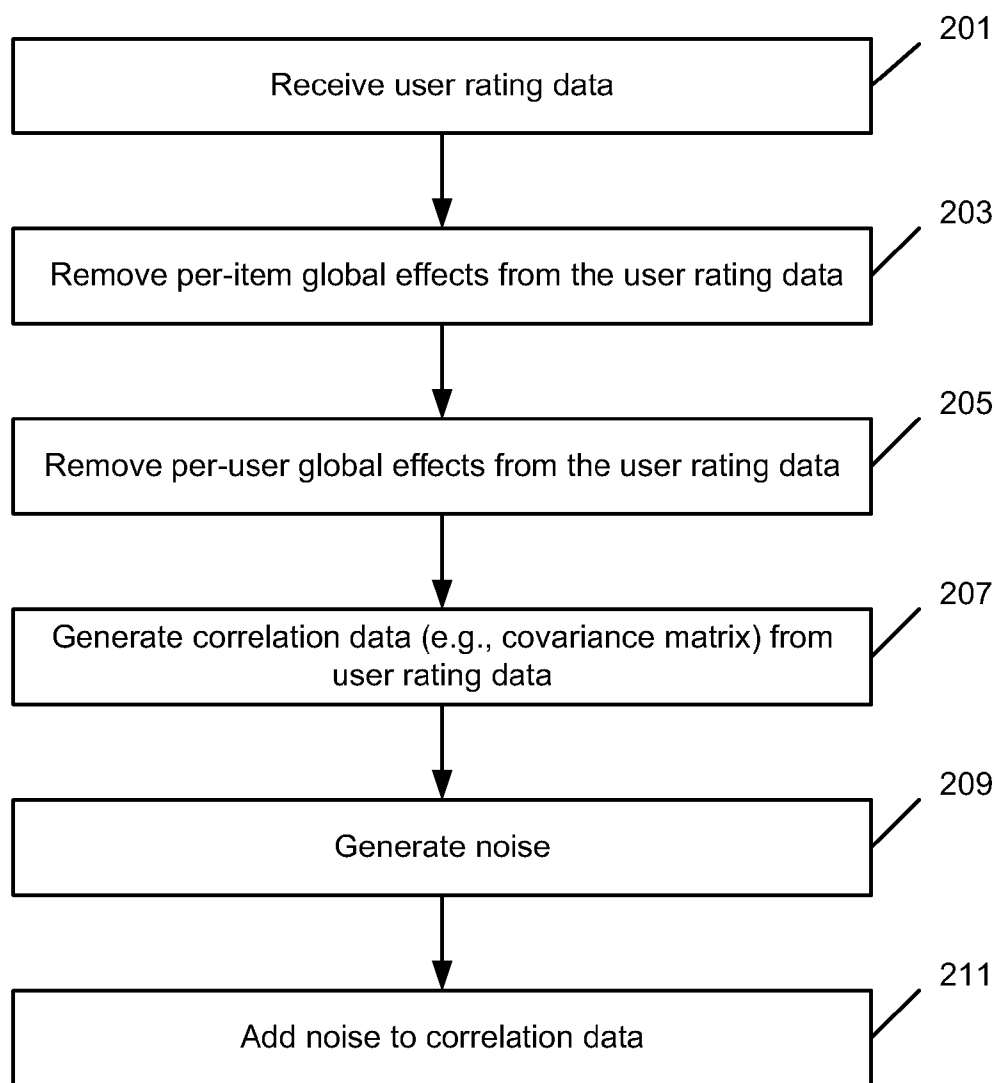 201
Receive user rating data
203
Remove per-item global effects from the user rating data
205
Remove per-user global effects from the user rating data
207
Generate correlation data (e.g., covariance matrix) from
user rating data
209
Generate noise
211
Add noise to correlation data